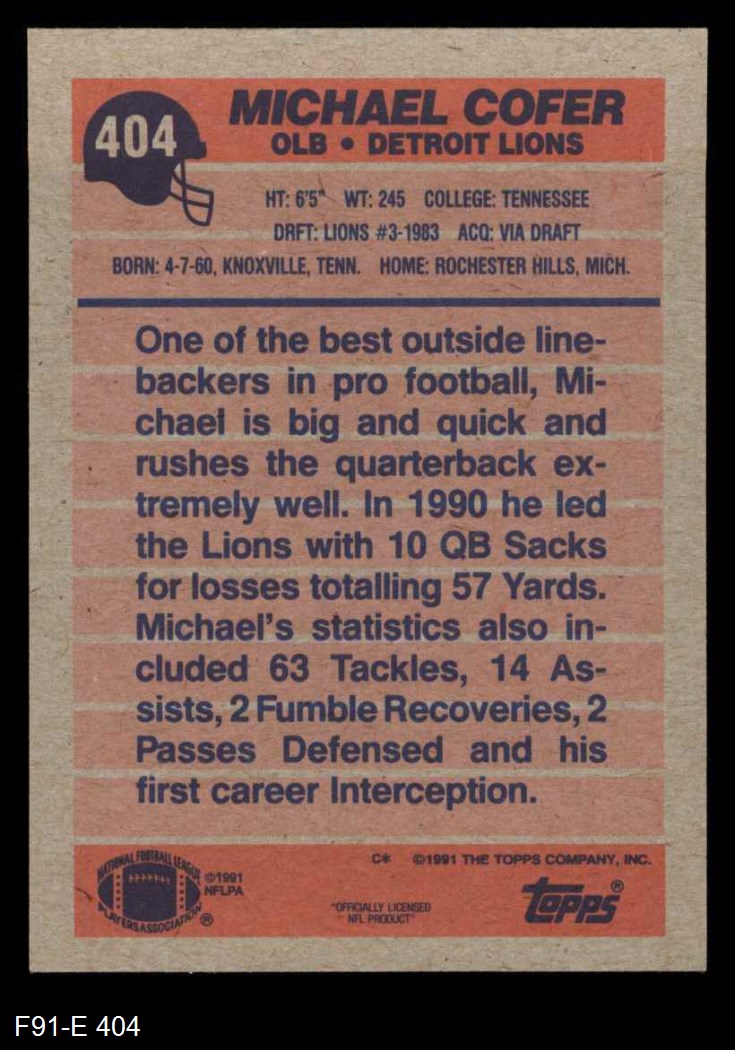 404
MICHAEL COFER
OLB • DETROIT LIONS
HT: 6'5" WT: 245 COLLEGE: TENNESSEE
DRFT: LIONS #3-1983 ACQ: VIA DRAFT
BORN: 4-7-60, KNOXVILLE, TENN. HOME: ROCHESTER HILLS, MICH.
One of the best outside line-
backers in pro football, Mi-
chael is big and quick and
rushes the quarterback ex-
tremely well. In 1990 he led
the Lions with 10 QB Sacks
for losses totalling 57 Yards.
Michael's statistics also in-
cluded 63 Tackles, 14 As-
sists, 2 Fumble Recoveries, 2
Passes Defensed and his
first career Interception.
NATIONAL FOOTBALL LEAGUE
PLAYERS ASSOCIATION ®
©1991
NFLPA
C* ©1991 THE TOPPS COMPANY, INC.
"OFFICIALLY LICENSED
NFL PRODUCT"
topps®
F91-E 404